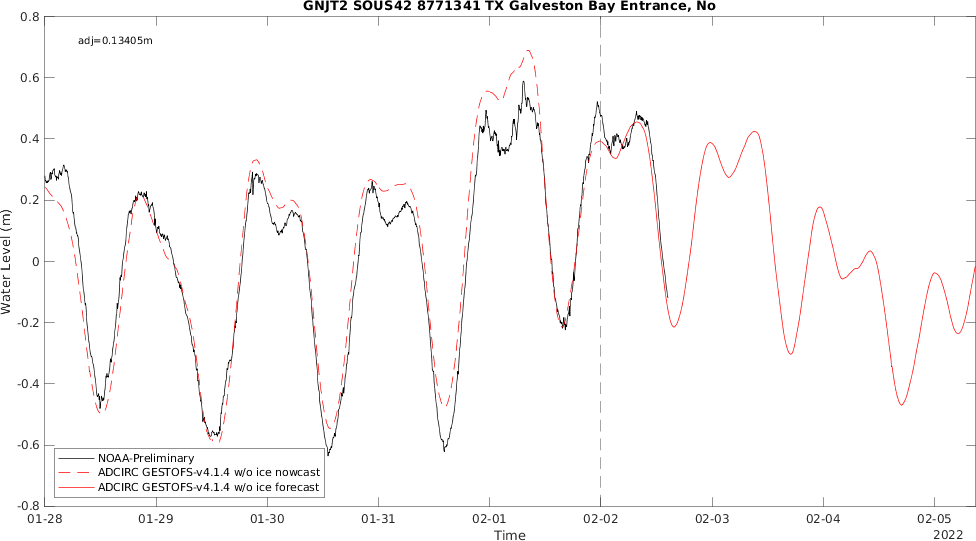 GNJT2 SOUS42 8771341 TX Galveston Bay Entrance, No
adj=0.13405m
Water Level (m)
0.8
0.6
0.4
0.2
0
-0.2
-0.4
-0.6
-0.8
NOAA-Preliminary
ADCIRC GESTOFS-v4.1.4 w/o ice nowcast
ADCIRC GESTOFS-v4.1.4 w/o ice forecast
01-28 01-29 01-30 01-31 02-01 02-02 02-03 02-04 02-05
Time
2022